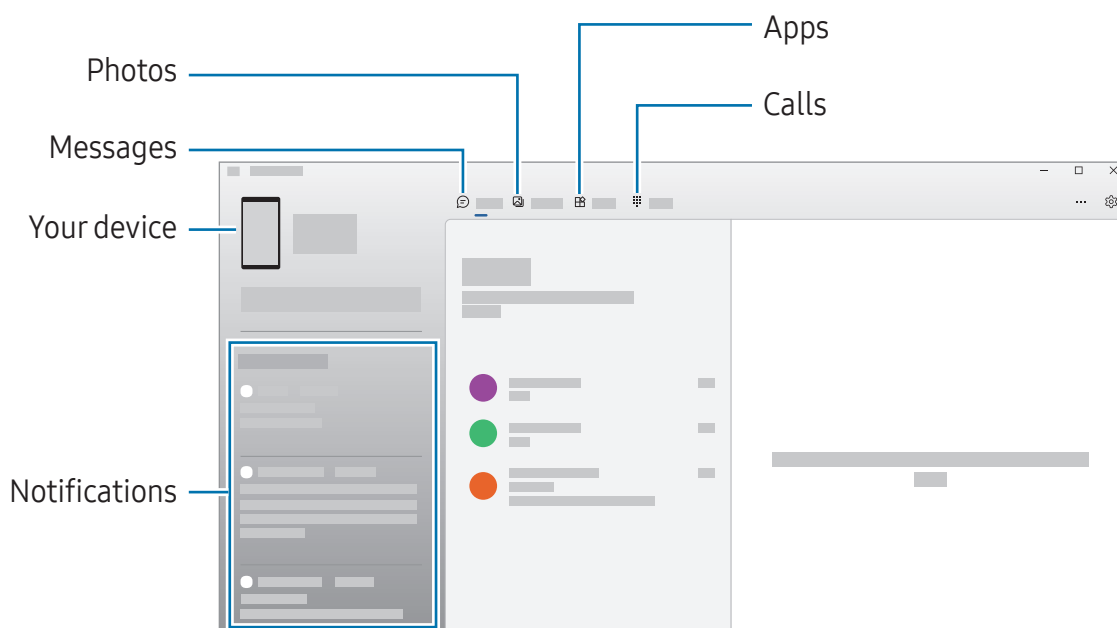 Apps
Photos
Calls
Messages
Your device
Notifications